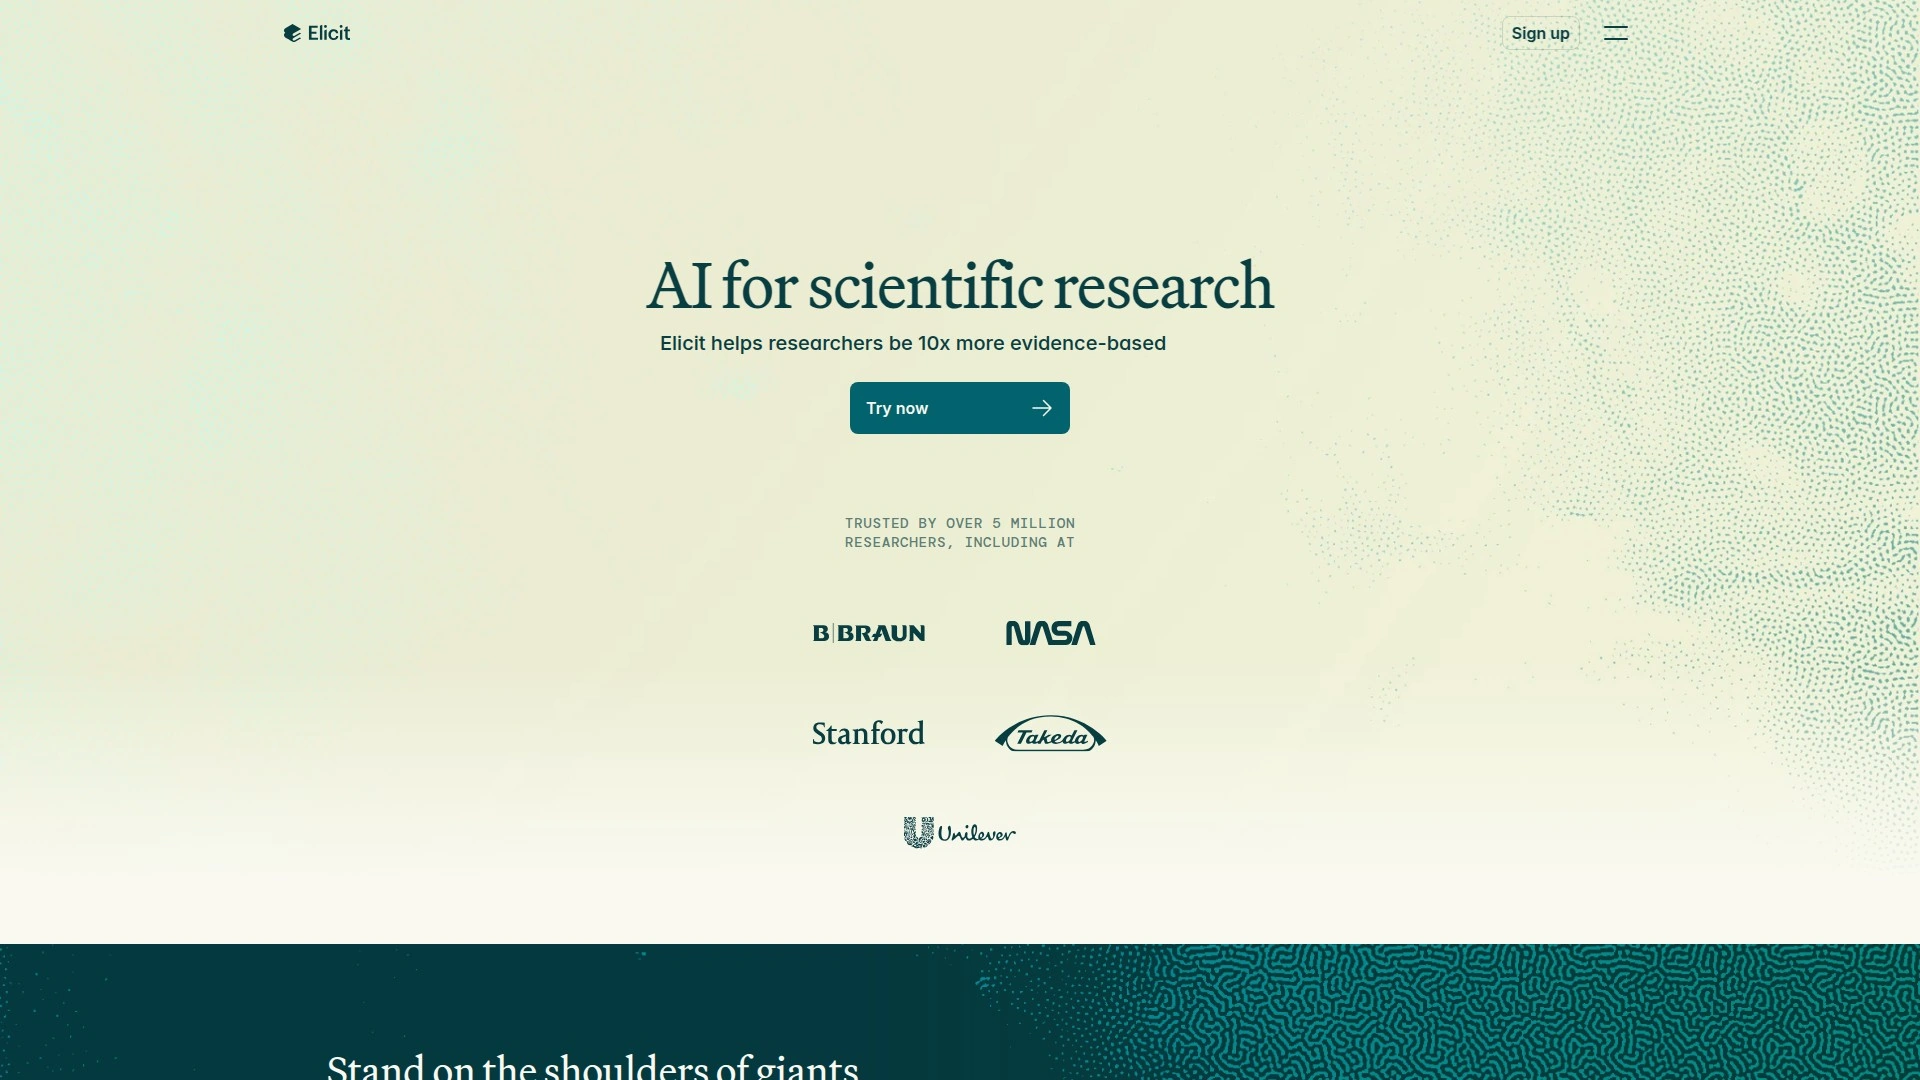 Elicit
Sign up
AI for scientific research
Elicit helps researchers be 10x more evidence-based
Try now
TRUSTED BY OVER 5 MILLION
RESEARCHERS, INCLUDING AT
B|BRAUN
NASA
Stanford
Takeda
Unilever
Stand on the shoulders of giants